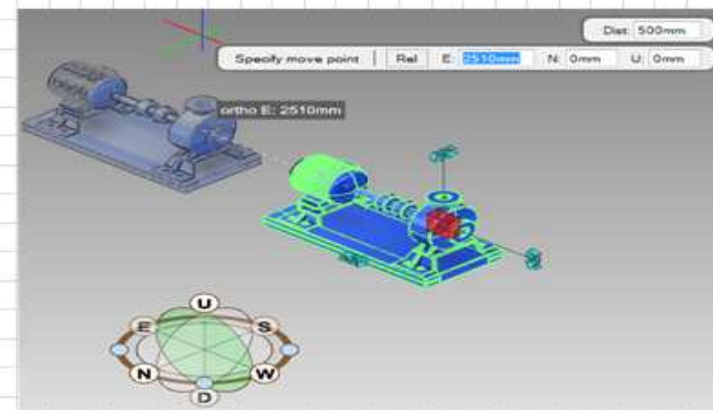 Dist: 500mm
Specify move point Rel E: 2510mm N: 0mm U: 0mm
ortho E: 2510mm
U
E S
N W
D